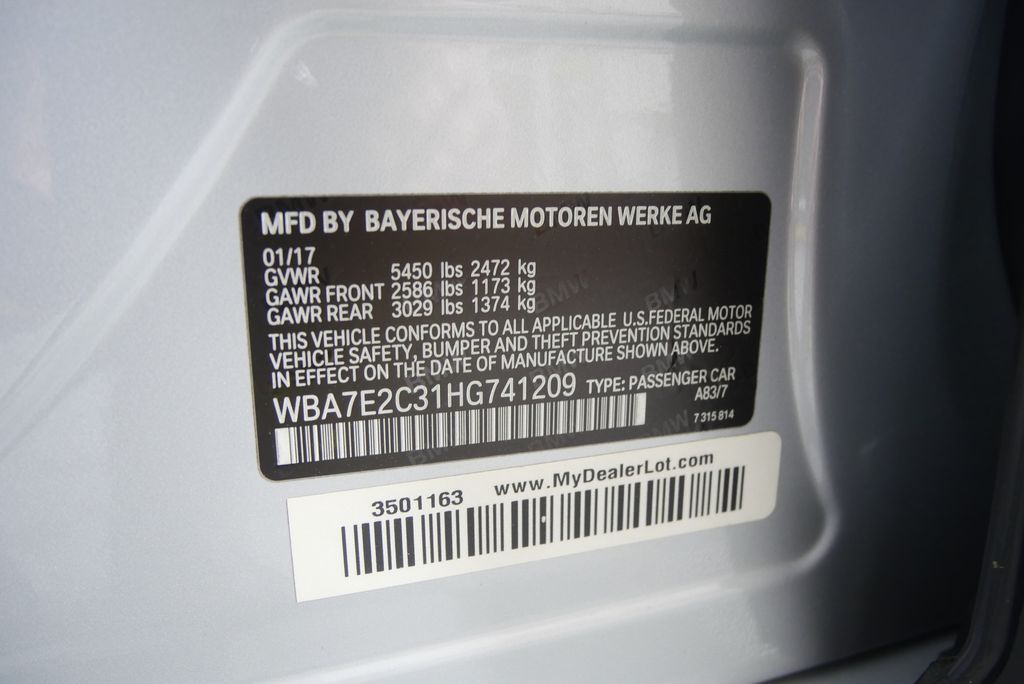 MFD BY BAYERISCHE MOTOREN WERKE AG
01/17
GVWR 5450 lbs 2472 kg
GAWR FRONT 2586 lbs 1173 kg
GAWR REAR 3029 lbs 1374 kg
THIS VEHICLE CONFORMS TO ALL APPLICABLE U.S.FEDERAL MOTOR
VEHICLE SAFETY, BUMPER AND THEFT PREVENTION STANDARDS
IN EFFECT ON THE DATE OF MANUFACTURE SHOWN ABOVE.
WBA7E2C31HG741209 TYPE: PASSENGER CAR
A83/7
7 315 814
3501163 www.MyDealerLot.com